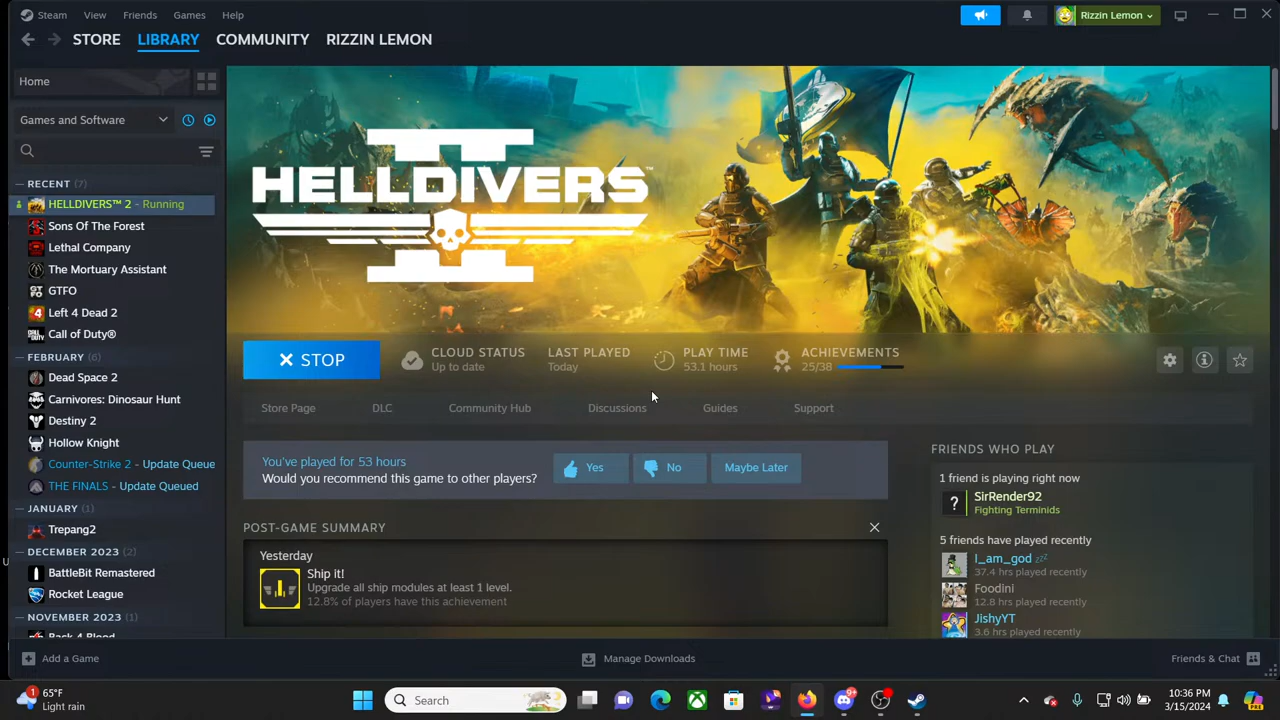 Steam View Friends Games Help
Rizzin Lemon
STORE LIBRARY COMMUNITY RIZZIN LEMON
Home
Games and Software
RECENT (7)
HELLDIVERS™ 2 - Running
Sons Of The Forest
Lethal Company
The Mortuary Assistant
GTFO
Left 4 Dead 2
Call of Duty®
FEBRUARY (6)
Dead Space 2
Carnivores: Dinosaur Hunt
Destiny 2
Hollow Knight
Counter-Strike 2 - Update Queue
THE FINALS - Update Queued
JANUARY (1)
Trepang2
DECEMBER 2023 (2)
BattleBit Remastered
Rocket League
NOVEMBER 2023 (1)
Back 4 Blood
HELLDIVERS™
II
STOP
CLOUD STATUS
Up to date
LAST PLAYED
Today
PLAY TIME
53.1 hours
ACHIEVEMENTS
25/38
Store Page DLC Community Hub Discussions Guides Support
You've played for 53 hours
Would you recommend this game to other players?
Yes No Maybe Later
POST-GAME SUMMARY
Yesterday
Ship it!
Upgrade all ship modules at least 1 level.
12.8% of players have this achievement
FRIENDS WHO PLAY
1 friend is playing right now
?
SirRender92
Fighting Terminids
5 friends have played recently
I_am_god zzz
37.4 hrs played recently
Foodini
12.8 hrs played recently
JishyYT
3.6 hrs played recently
Add a Game
Manage Downloads
Friends & Chat
1
65°F
Light rain
Search
9+
10:36 PM
3/15/2024